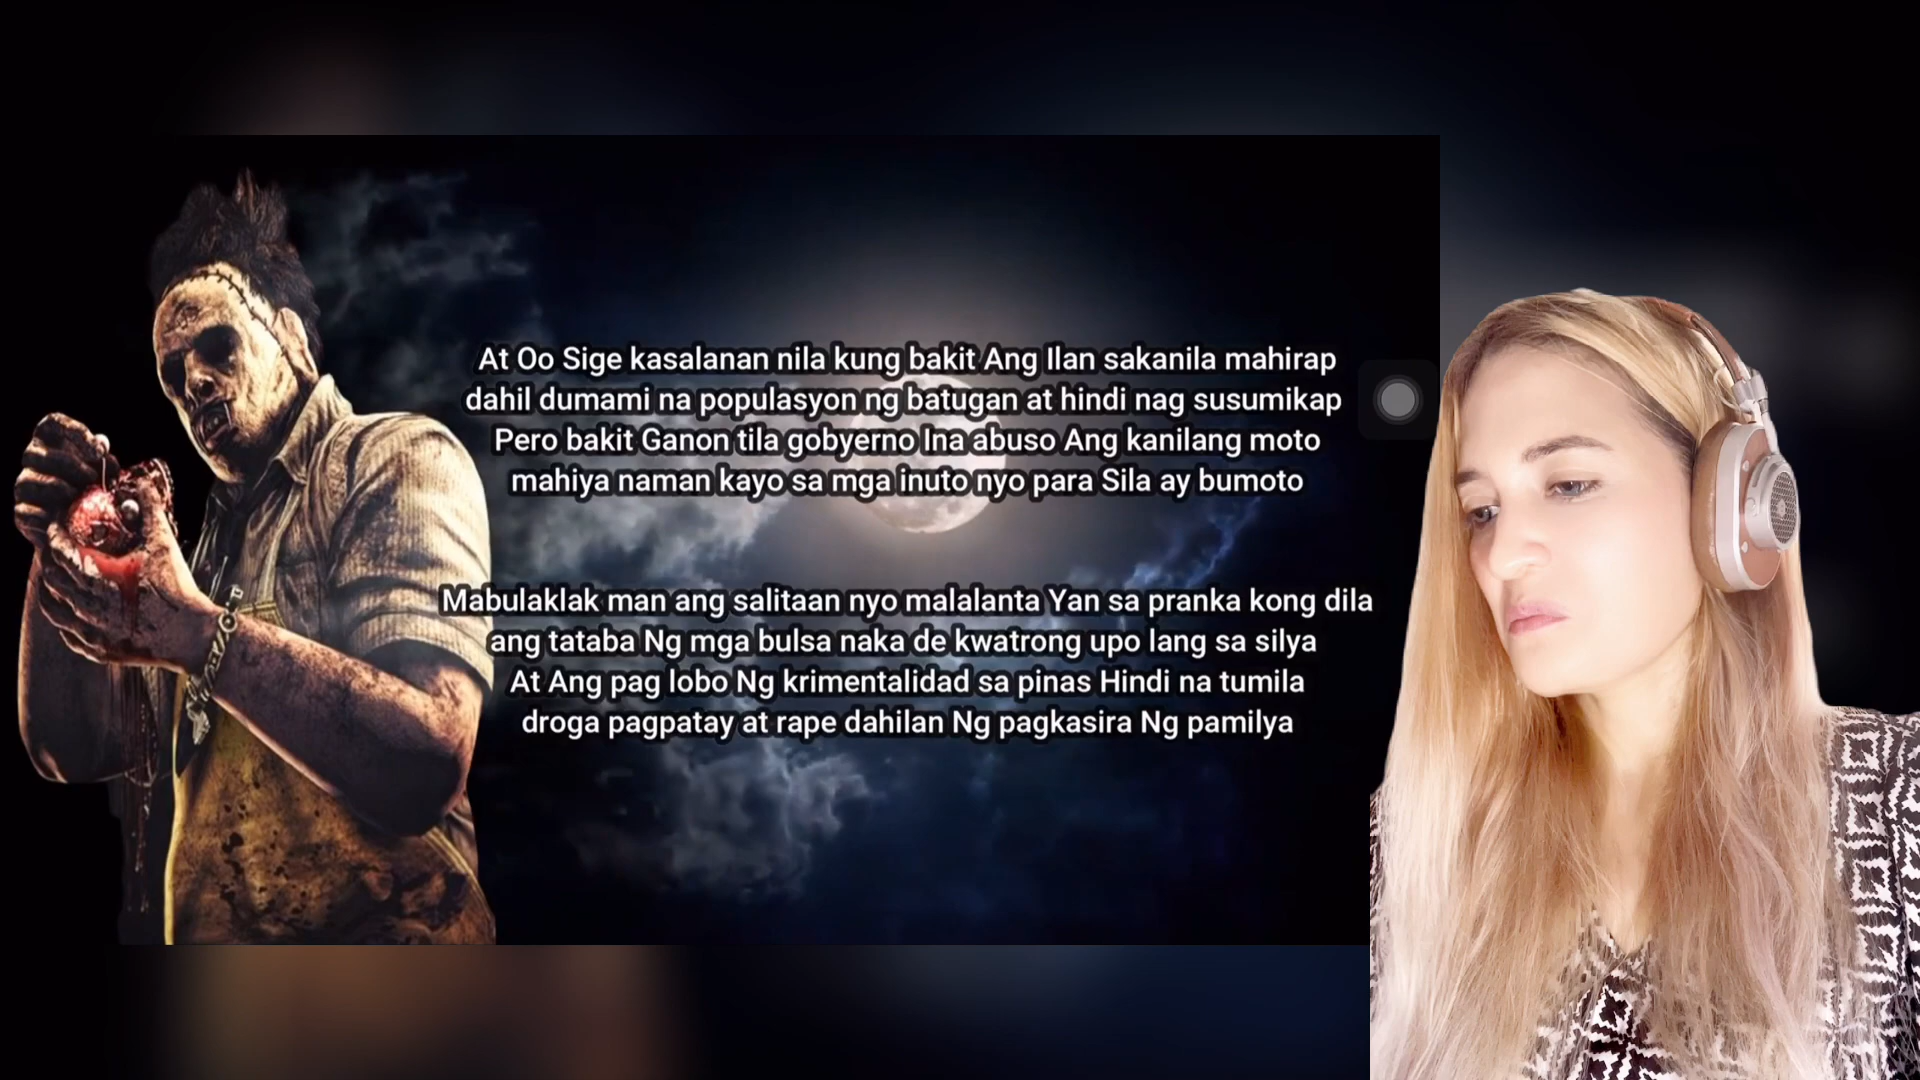 At Oo Sige kasalanan nila kung bakit Ang Ilan sakanila mahirap
dahil dumami na populasyon ng batugan at hindi nag susumikap
Pero bakit Ganon tila gobyerno Ina abuso Ang kanilang moto
mahiya naman kayo sa mga inuto nyo para Sila ay bumoto
Mabulaklak man ang salitaan nyo malalanta Yan sa pranka kong dila
ang tataba Ng mga bulsa naka de kwatrong upo lang sa silya
At Ang pag lobo Ng krimentalidad sa pinas Hindi na tumila
droga pagpatay at rape dahilan Ng pagkasira Ng pamilya